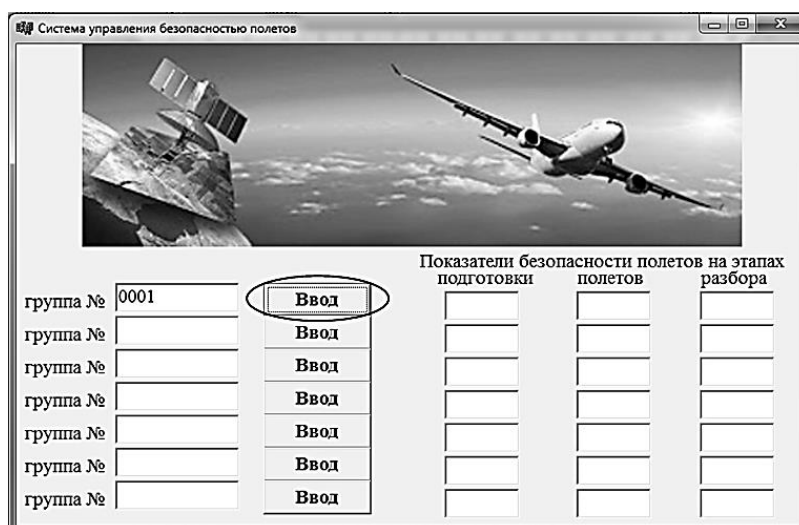 Система управления безопасностью полетов
Показатели безопасности полетов на этапах
подготовки полетов разбора
группа № 0001 Ввод
группа № Ввод
группа № Ввод
группа № Ввод
группа № Ввод
группа № Ввод
группа № Ввод